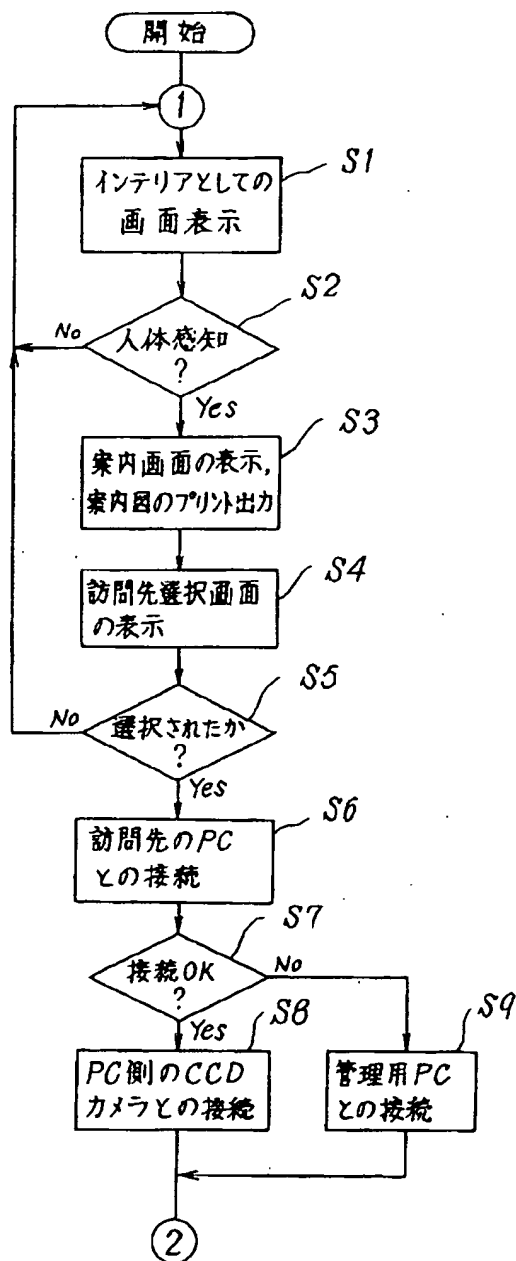 開始
1
インテリアとしての
画面表示
S1
人体感知
?
S2
No
Yes
案内画面の表示,
案内図のプリント出力
S3
訪問先選択画面
の表示
S4
選択されたか
?
S5
No
Yes
訪問先のPC
との接続
S6
接続OK
?
S7
No
Yes
PC側のCCD
カメラとの接続
S8
管理用PC
との接続
S9
2